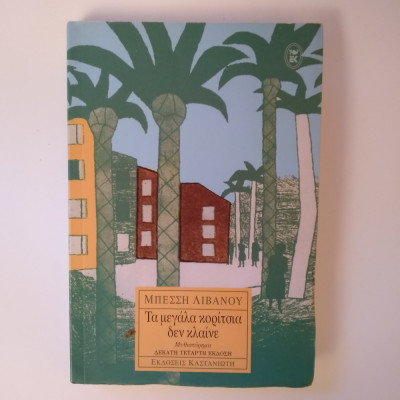 ΜΠΕΣΣΗ ΛΙΒΑΝΟΥ
Τα μεγάλα κορίτσια
δεν κλαίνε
Μυθιστόρημα
ΔΕΚΑΤΗ ΤΕΤΑΡΤΗ ΕΚΔΟΣΗ
ΕΚΔΟΣΕΙΣ ΚΑΣΤΑΝΙΩΤΗ